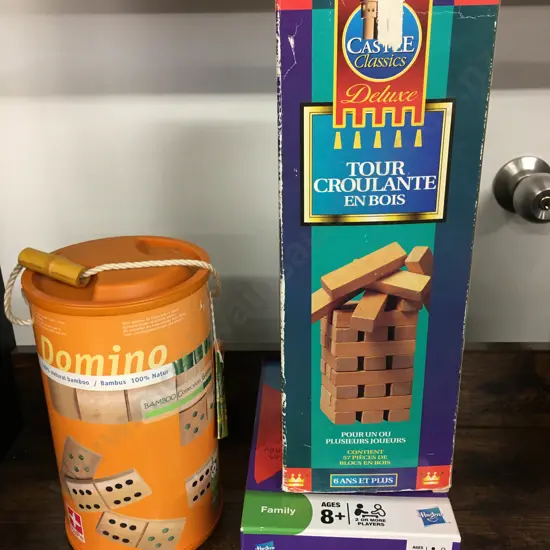 CASTLE
Classics
Deluxe
TOUR
CROULANTE
EN BOIS
POUR UN OU
PLUSIEURS JOUEURS
CONTIENT
57 PIÈCES DE
BLOCS EN BOIS
6 ANS ET PLUS
Domino
100% natural bamboo / Bambus 100% Natur
BAMBOO
Family
AGES
8+
2 OR MORE
PLAYERS
Hasbro
AGES